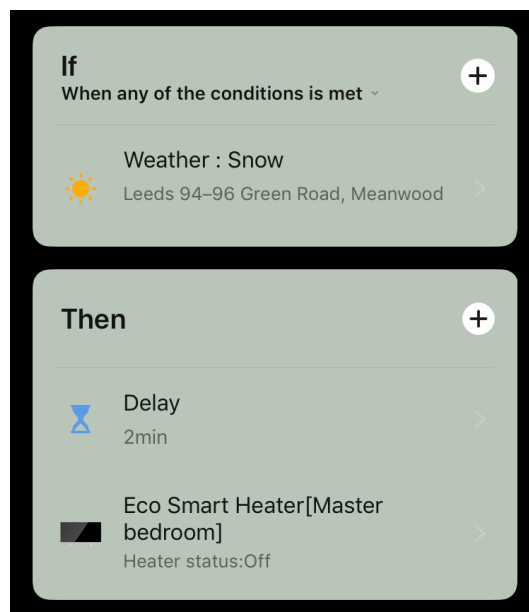 If
When any of the conditions is met
Weather : Snow
Leeds 94–96 Green Road, Meanwood
Then
Delay
2min
Eco Smart Heater[Master
bedroom]
Heater status:Off